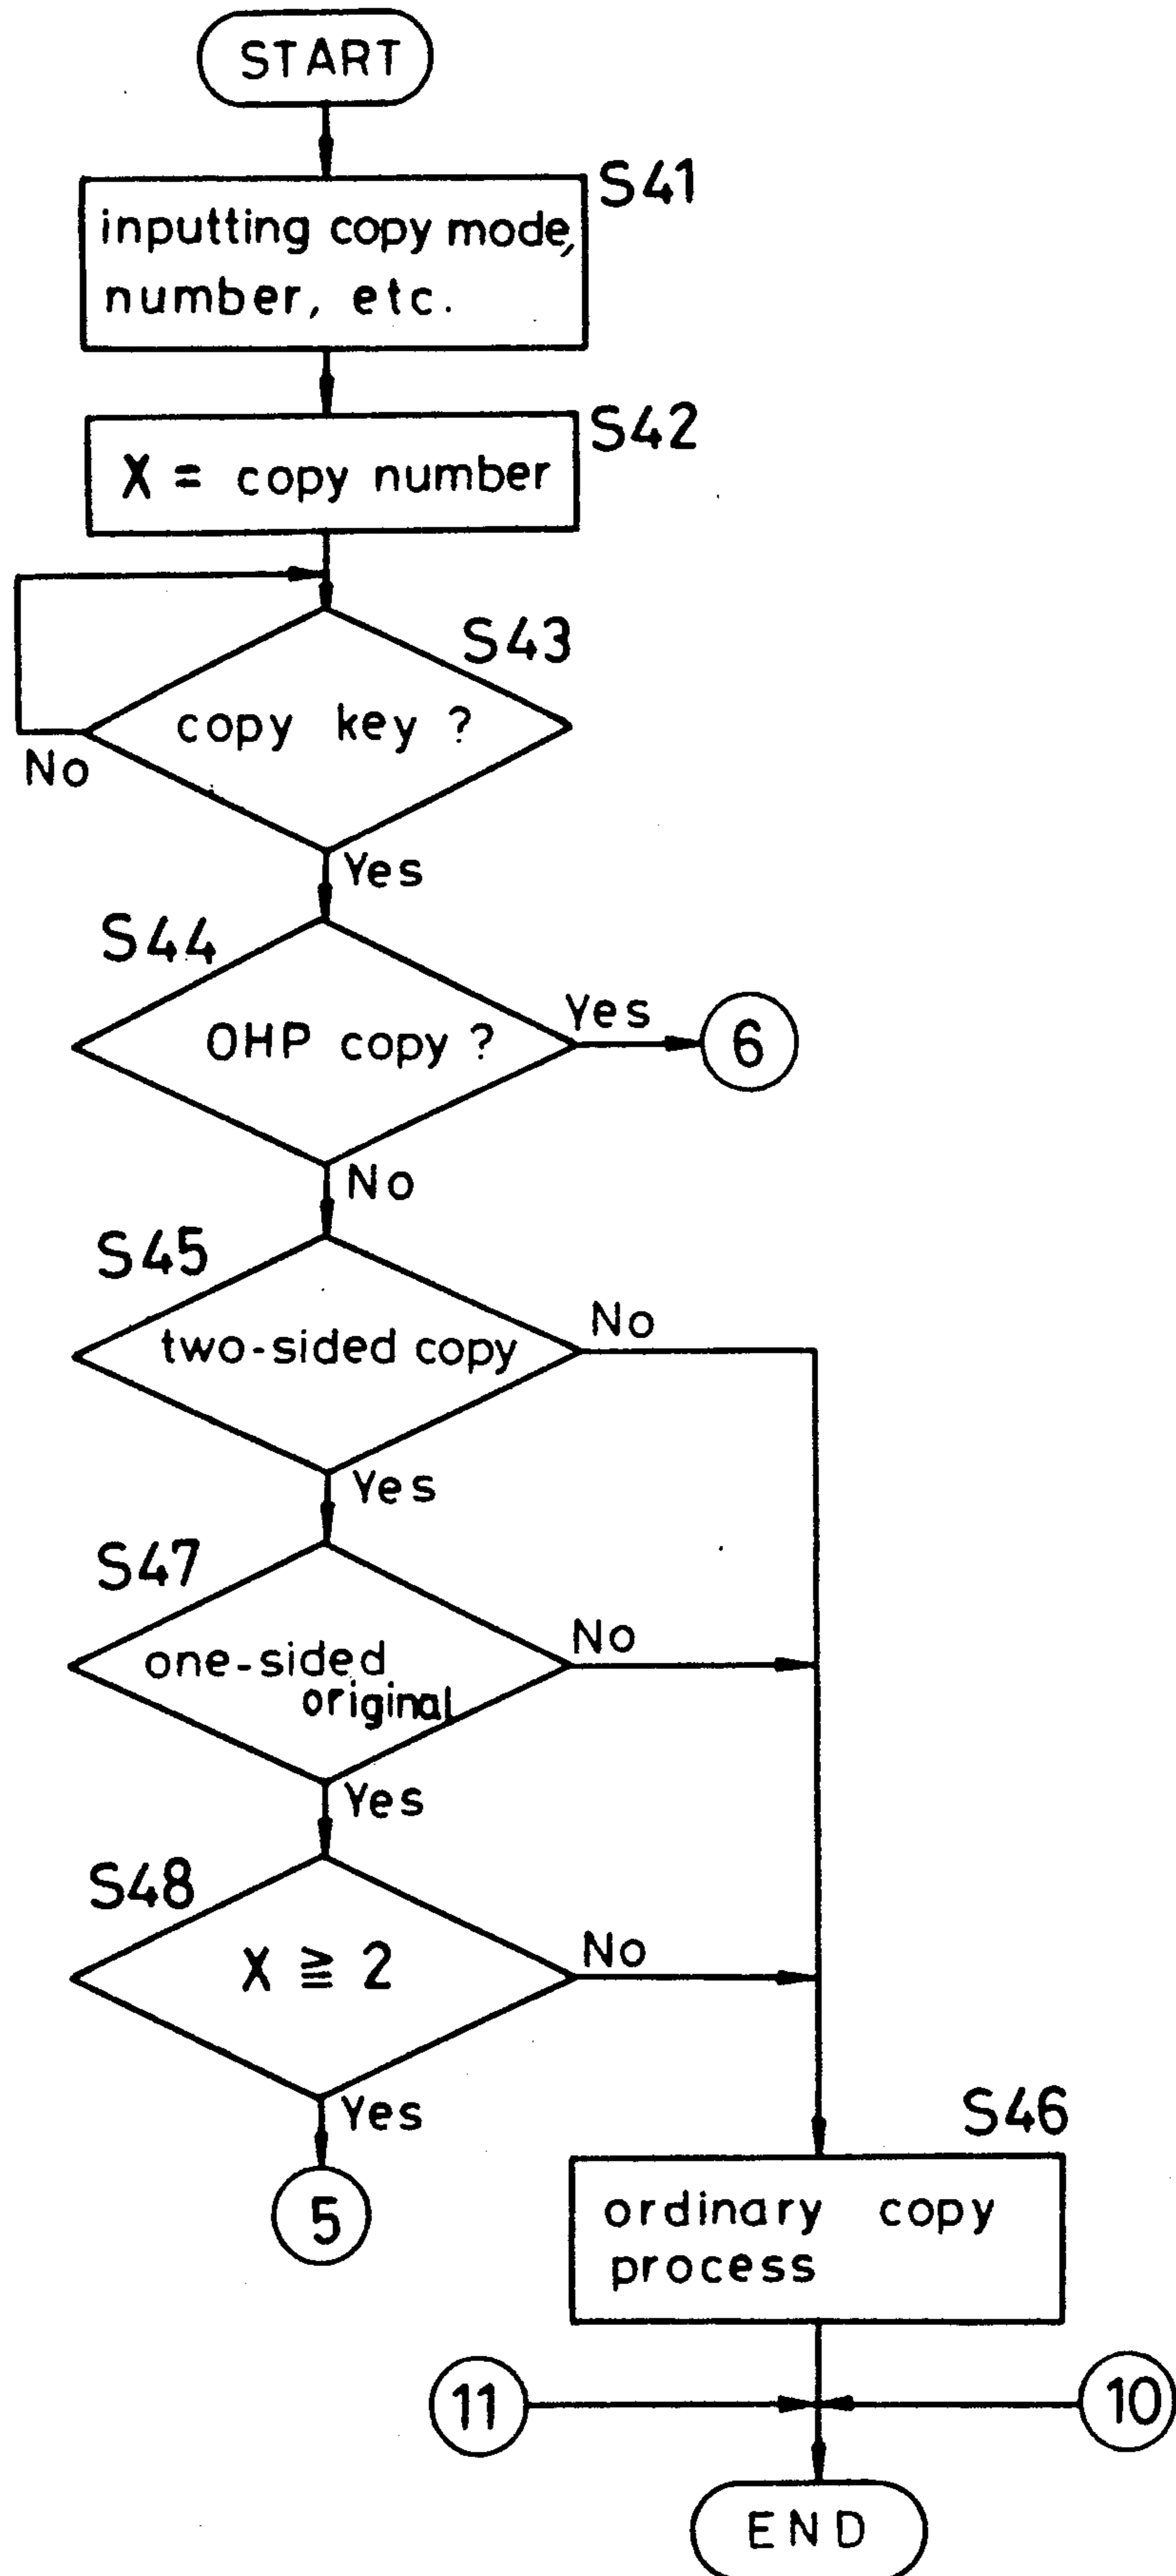 START
S41
inputting copy mode,
number, etc.
S42
X = copy number
S43
copy key ?
No
Yes
S44
OHP copy ?
Yes
6
No
S45
two-sided copy
No
Yes
S47
one-sided
original
No
Yes
S48
X ≧ 2
No
Yes
5
S46
ordinary copy
process
11
10
END